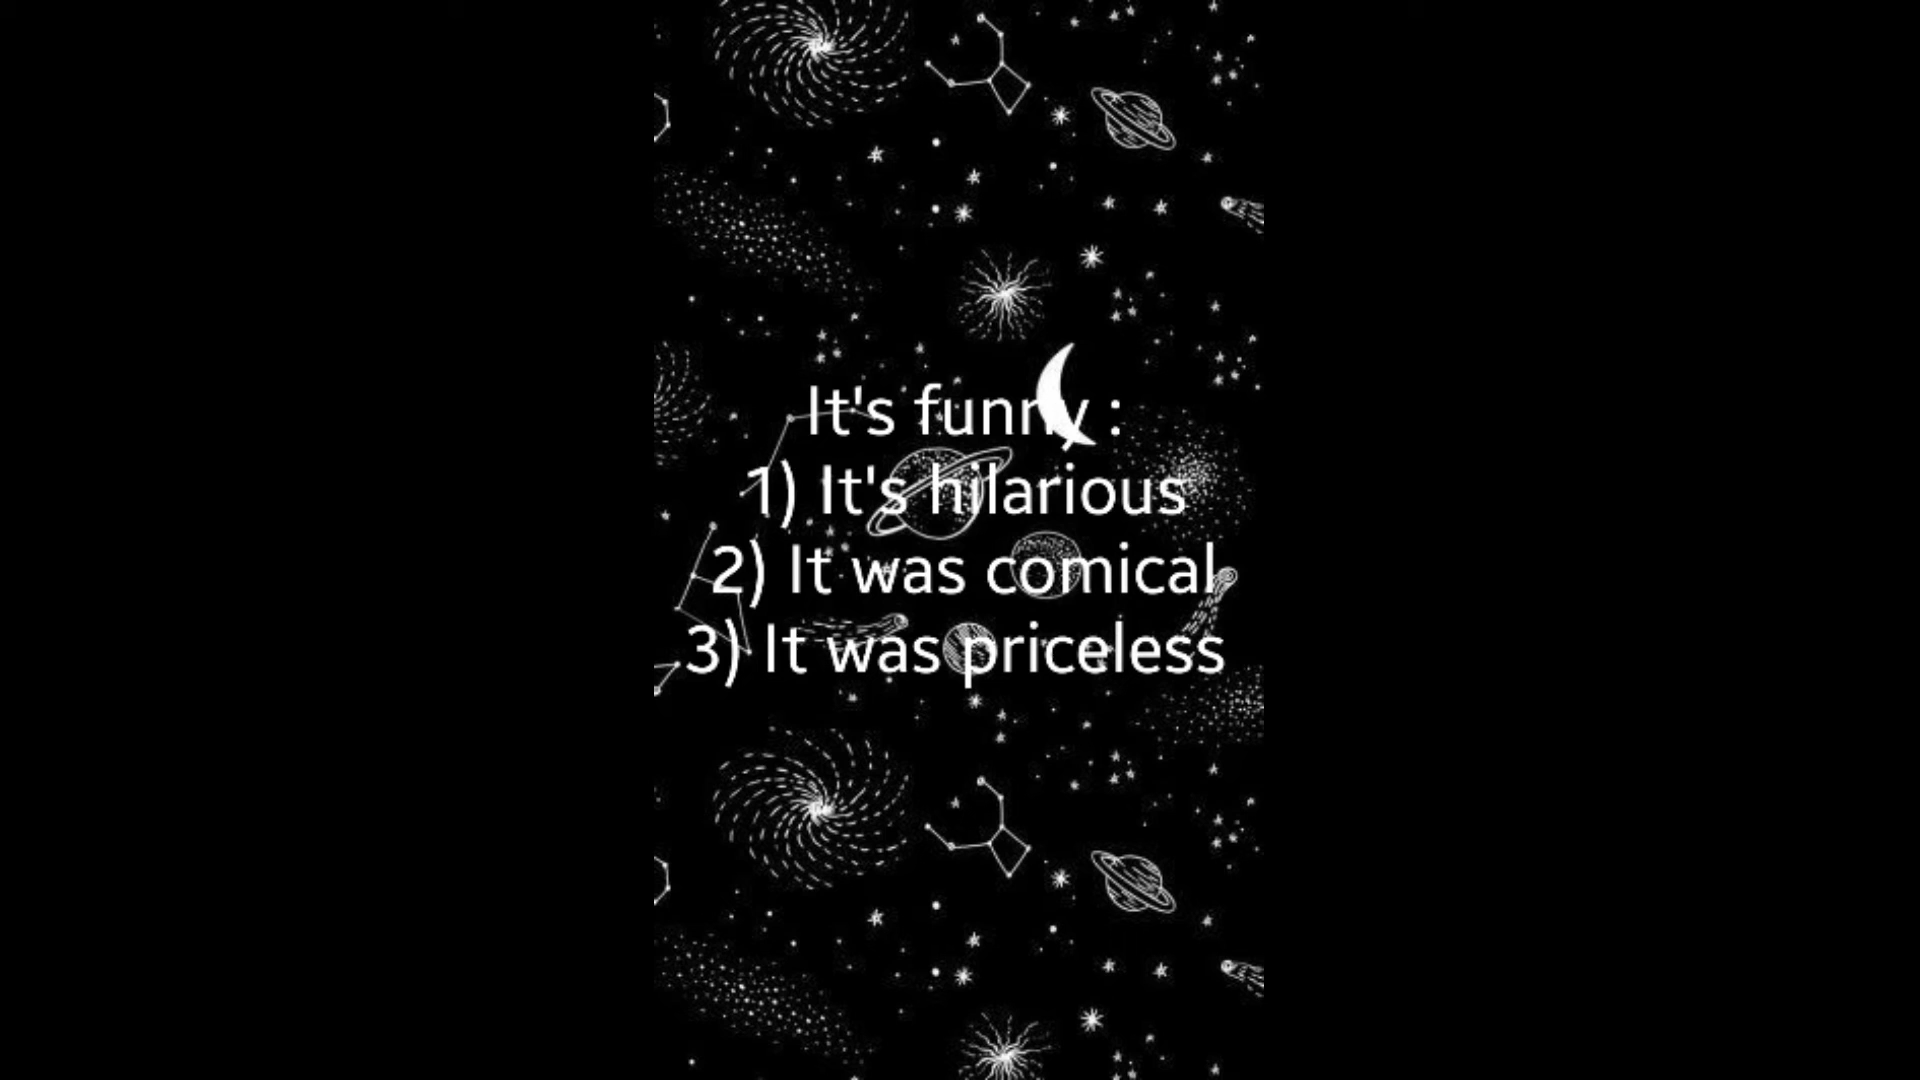 It's funny :
1) It's hilarious
2) It was comical
3) It was priceless